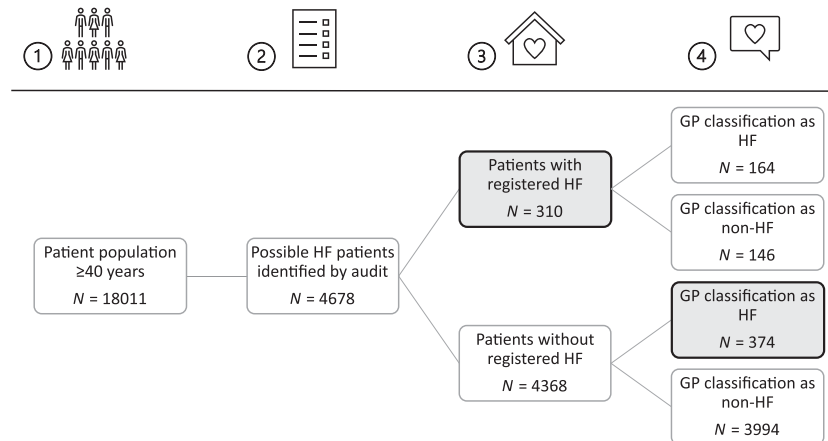 1
2
3
4
Patient population
≥40 years
N = 18011
Possible HF patients
identified by audit
N = 4678
Patients with
registered HF
N = 310
Patients without
registered HF
N = 4368
GP classification as
HF
N = 164
GP classification as
non-HF
N = 146
GP classification as
HF
N = 374
GP classification as
non-HF
N = 3994